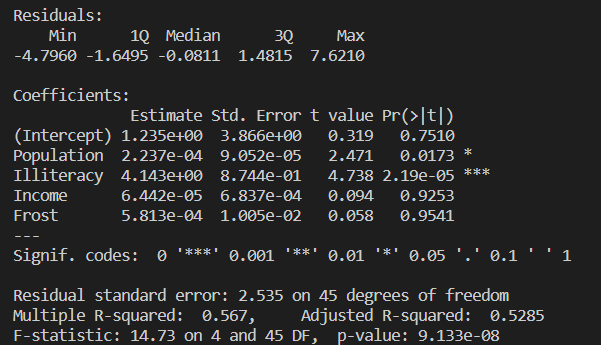 Residuals:
    Min      1Q  Median      3Q     Max
-4.7960 -1.6495 -0.0811  1.4815  7.6210

Coefficients:
             Estimate Std. Error t value Pr(>|t|)
(Intercept) 1.235e+00  3.866e+00   0.319   0.7510
Population  2.237e-04  9.052e-05   2.471   0.0173 *
Illiteracy  4.143e+00  8.744e-01   4.738 2.19e-05 ***
Income      6.442e-05  6.837e-04   0.094   0.9253
Frost       5.813e-04  1.005e-02   0.058   0.9541
---
Signif. codes:  0 '***' 0.001 '**' 0.01 '*' 0.05 '.' 0.1 ' ' 1

Residual standard error: 2.535 on 45 degrees of freedom
Multiple R-squared:  0.567,     Adjusted R-squared:  0.5285
F-statistic: 14.73 on 4 and 45 DF,  p-value: 9.133e-08